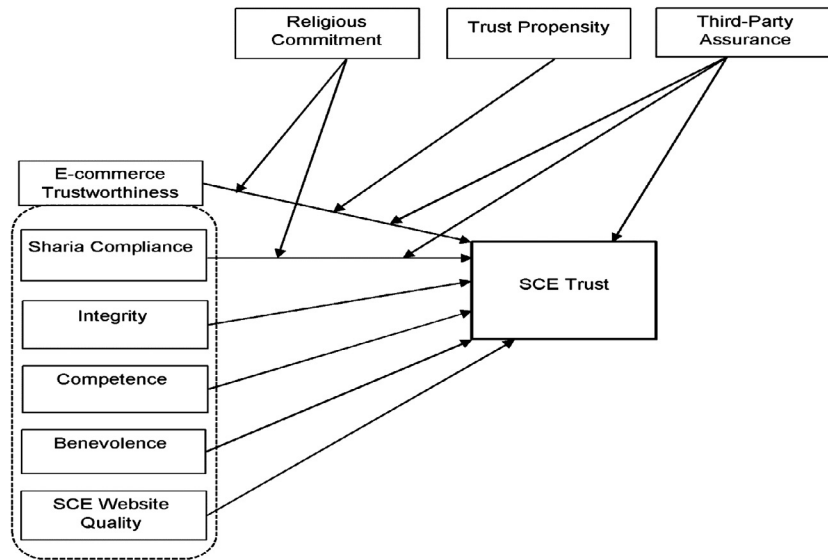 Religious
Commitment
Trust Propensity
Third-Party
Assurance
E-commerce
Trustworthiness
Sharia Compliance
Integrity
Competence
Benevolence
SCE Website
Quality
SCE Trust